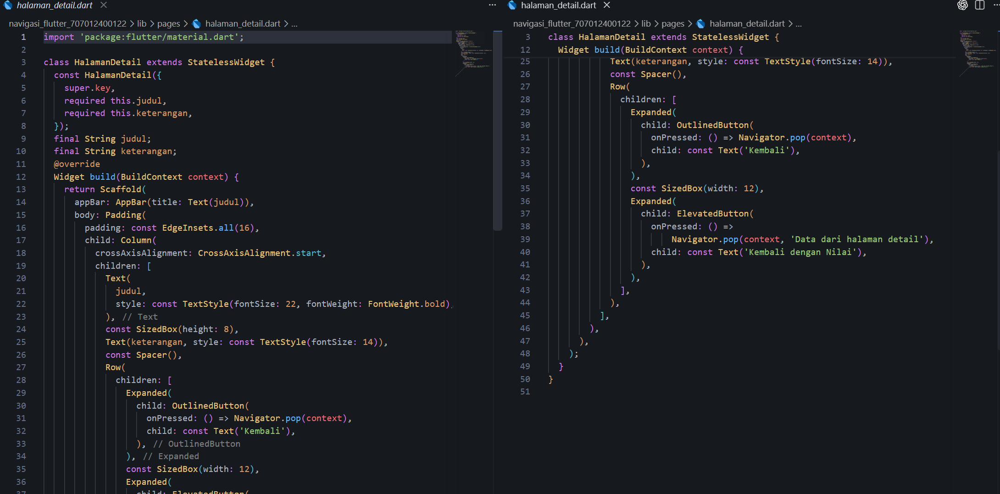 halaman_detail.dart
navigasi_flutter_707012400122 > lib > pages > halaman_detail.dart > ...
1 import 'package:flutter/material.dart';
2
3 class HalamanDetail extends StatelessWidget {
4 const HalamanDetail({
5 super.key,
6 required this.judul,
7 required this.keterangan,
8 });
9 final String judul;
10 final String keterangan;
11 @override
12 Widget build(BuildContext context) {
13 return Scaffold(
14 appBar: AppBar(title: Text(judul)),
15 body: Padding(
16 padding: const EdgeInsets.all(16),
17 child: Column(
18 crossAxisAlignment: CrossAxisAlignment.start,
19 children: [
20 Text(
21 judul,
22 style: const TextStyle(fontSize: 22, fontWeight: FontWeight.bold),
23 ), // Text
24 const SizedBox(height: 8),
25 Text(keterangan, style: const TextStyle(fontSize: 14)),
26 const Spacer(),
27 Row(
28 children: [
29 Expanded(
30 child: OutlinedButton(
31 onPressed: () => Navigator.pop(context),
32 child: const Text('Kembali'),
33 ), // OutlinedButton
34 ), // Expanded
35 const SizedBox(width: 12),
36 Expanded(
37 child: ElevatedButton(
halaman_detail.dart
navigasi_flutter_707012400122 > lib > pages > halaman_detail.dart > ...
3 class HalamanDetail extends StatelessWidget {
12 Widget build(BuildContext context) {
25 Text(keterangan, style: const TextStyle(fontSize: 14)),
26 const Spacer(),
27 Row(
28 children: [
29 Expanded(
30 child: OutlinedButton(
31 onPressed: () => Navigator.pop(context),
32 child: const Text('Kembali'),
33 ),
34 ),
35 const SizedBox(width: 12),
36 Expanded(
37 child: ElevatedButton(
38 onPressed: () =>
39 Navigator.pop(context, 'Data dari halaman detail'),
40 child: const Text('Kembali dengan Nilai'),
41 ),
42 ),
43 ],
44 ),
45 ],
46 ),
47 ),
48 );
49 }
50 }
51